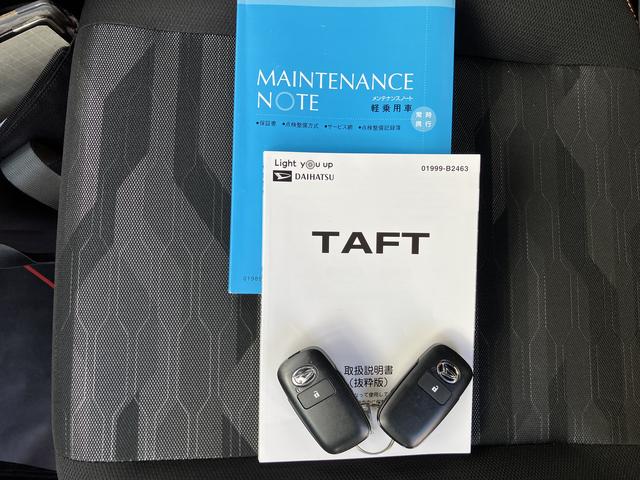 MAINTENANCE
NOTE
メンテナンスノート
軽乗用車
常時
携行
●保証書 ●点検整備方式 ●サービス網 ●点検整備記録簿
Light you up
DAIHATSU
01999-B2463
TAFT
01999
取扱説明書
(抜粋版)